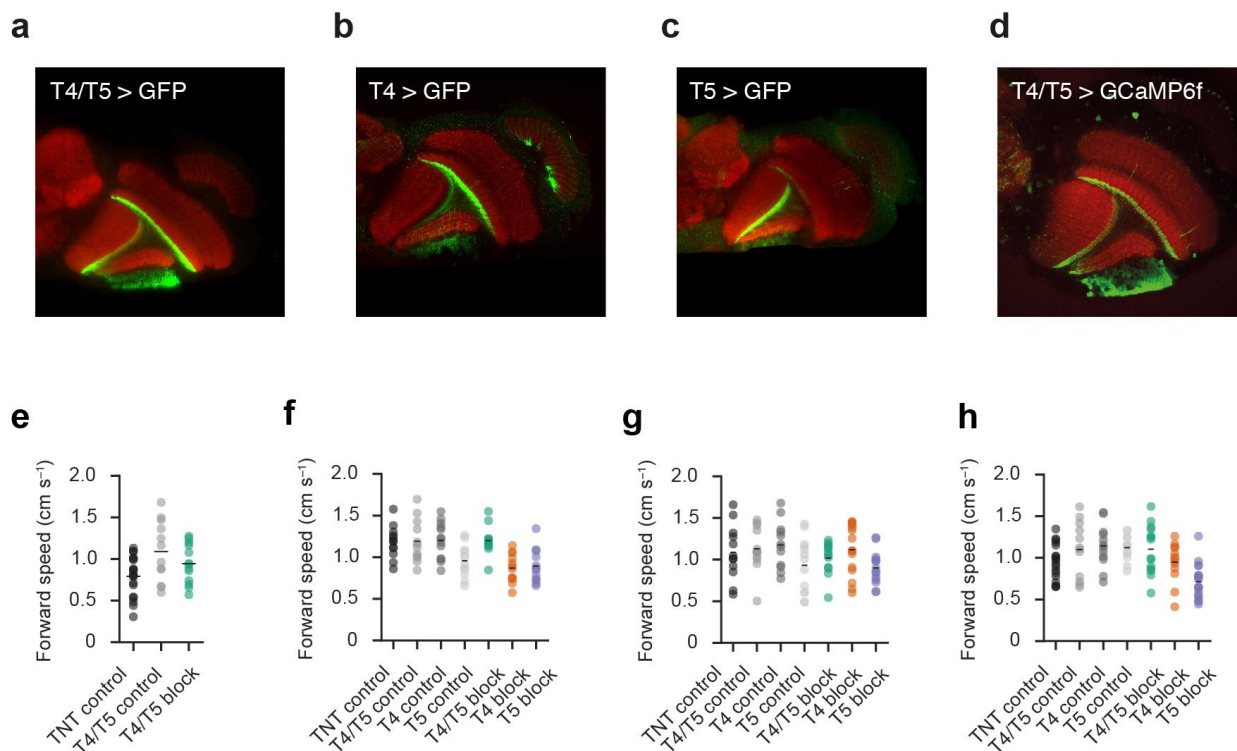 a
b
c
d
T4/T5 > GFP
T4 > GFP
T5 > GFP
T4/T5 > GCaMP6f
e
f
g
h
Forward speed (cm s⁻¹)
2.0
1.5
1.0
0.5
0
TNT control
T4/T5 control
T4/T5 block
Forward speed (cm s⁻¹)
2.0
1.5
1.0
0.5
0
TNT control
T4/T5 control
T4 control
T5 control
T4/T5 block
T4 block
T5 block
Forward speed (cm s⁻¹)
2.0
1.5
1.0
0.5
0
TNT control
T4/T5 control
T4 control
T5 control
T4/T5 block
T4 block
T5 block
Forward speed (cm s⁻¹)
2.0
1.5
1.0
0.5
0
TNT control
T4/T5 control
T4 control
T5 control
T4/T5 block
T4 block
T5 block